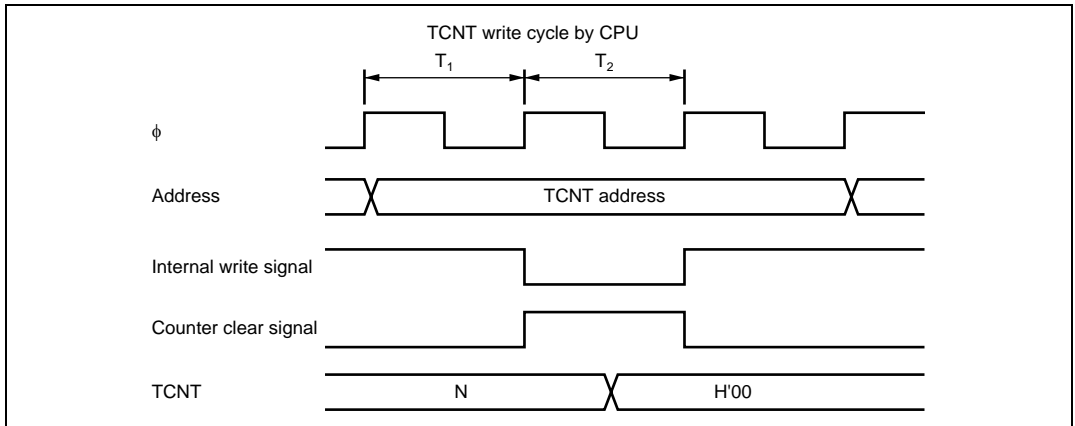 TCNT write cycle by CPU
T1 T2
ϕ
Address TCNT address
Internal write signal
Counter clear signal
TCNT N H'00